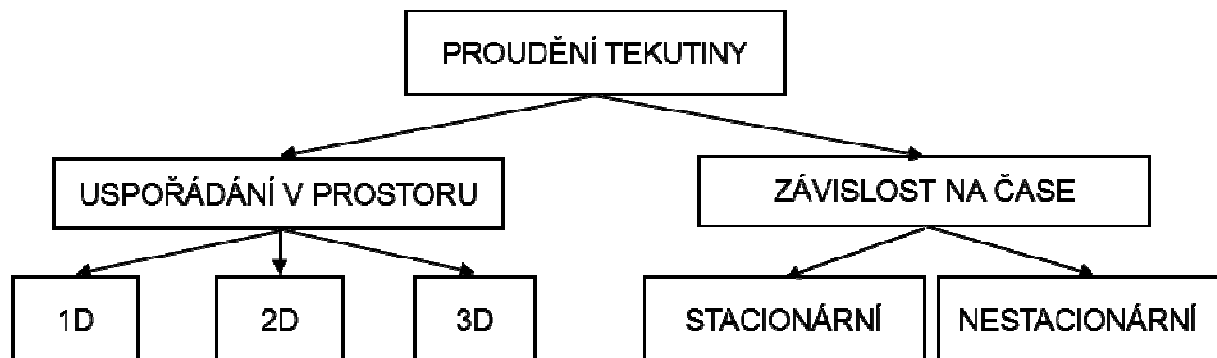 PROUDĚNÍ TEKUTINY
USPOŘÁDÁNÍ V PROSTORU
ZÁVISLOST NA ČASE
1D
2D
3D
STACIONÁRNÍ
NESTACIONÁRNÍ